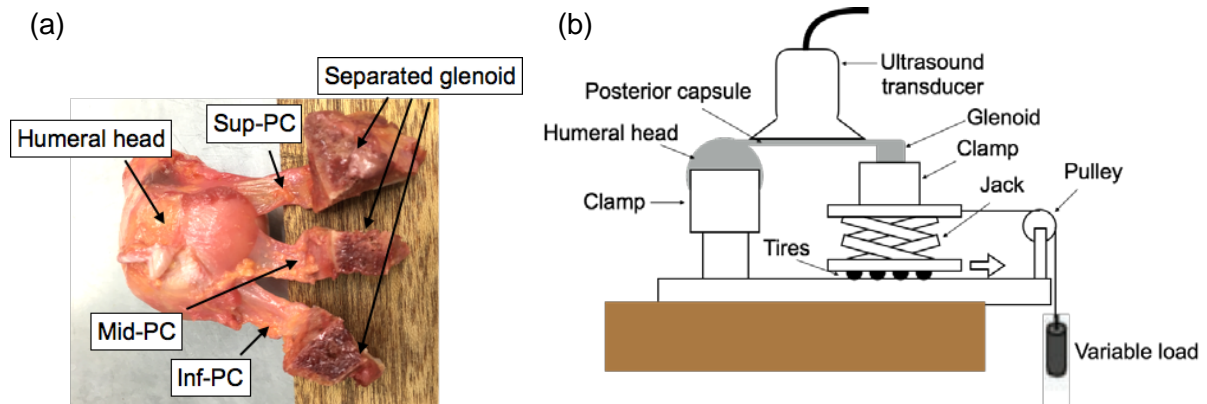 (a)
Separated glenoid
Sup-PC
Humeral head
Mid-PC
Inf-PC
(b)
Ultrasound
transducer
Posterior capsule
Humeral head
Glenoid
Clamp
Pulley
Clamp
Jack
Tires
Variable load